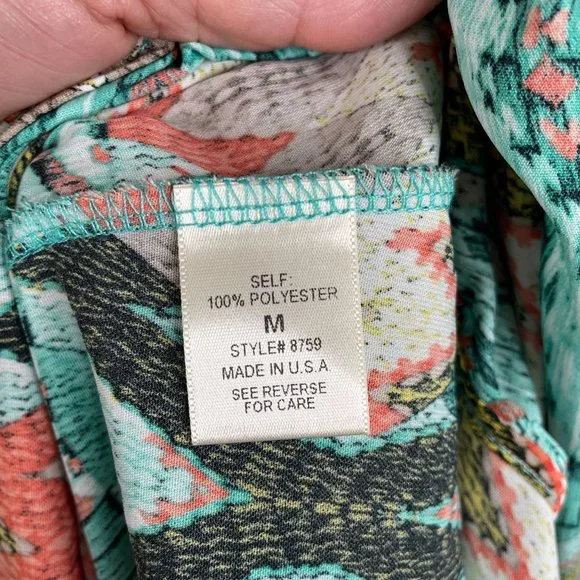 SELF:
100% POLYESTER
M
STYLE# 8759
MADE IN U.S.A
SEE REVERSE
FOR CARE